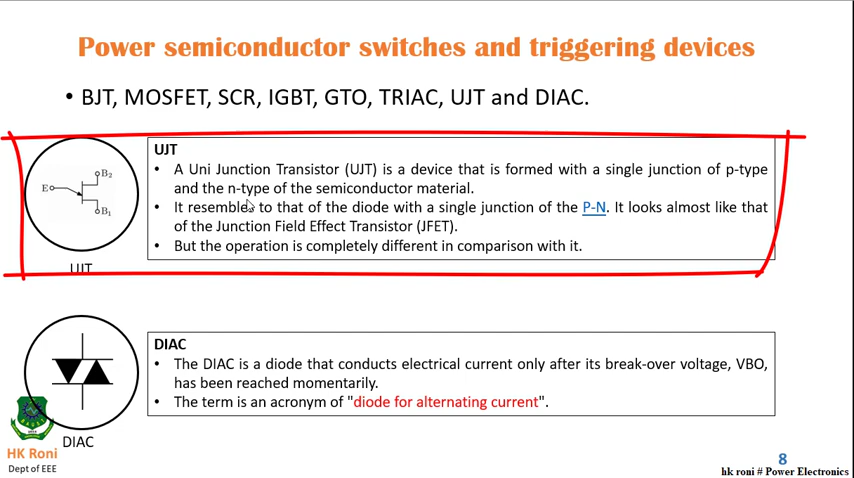 Power semiconductor switches and triggering devices
• BJT, MOSFET, SCR, IGBT, GTO, TRIAC, UJT and DIAC.
UJT
• A Uni Junction Transistor (UJT) is a device that is formed with a single junction of p-type
and the n-type of the semiconductor material.
• It resembles to that of the diode with a single junction of the P-N. It looks almost like that
of the Junction Field Effect Transistor (JFET).
• But the operation is completely different in comparison with it.
B2
E
B1
UJT
DIAC
• The DIAC is a diode that conducts electrical current only after its break-over voltage, VBO,
has been reached momentarily.
• The term is an acronym of "diode for alternating current".
DIAC
HK Roni
Dept of EEE
8
hk roni # Power Electronics